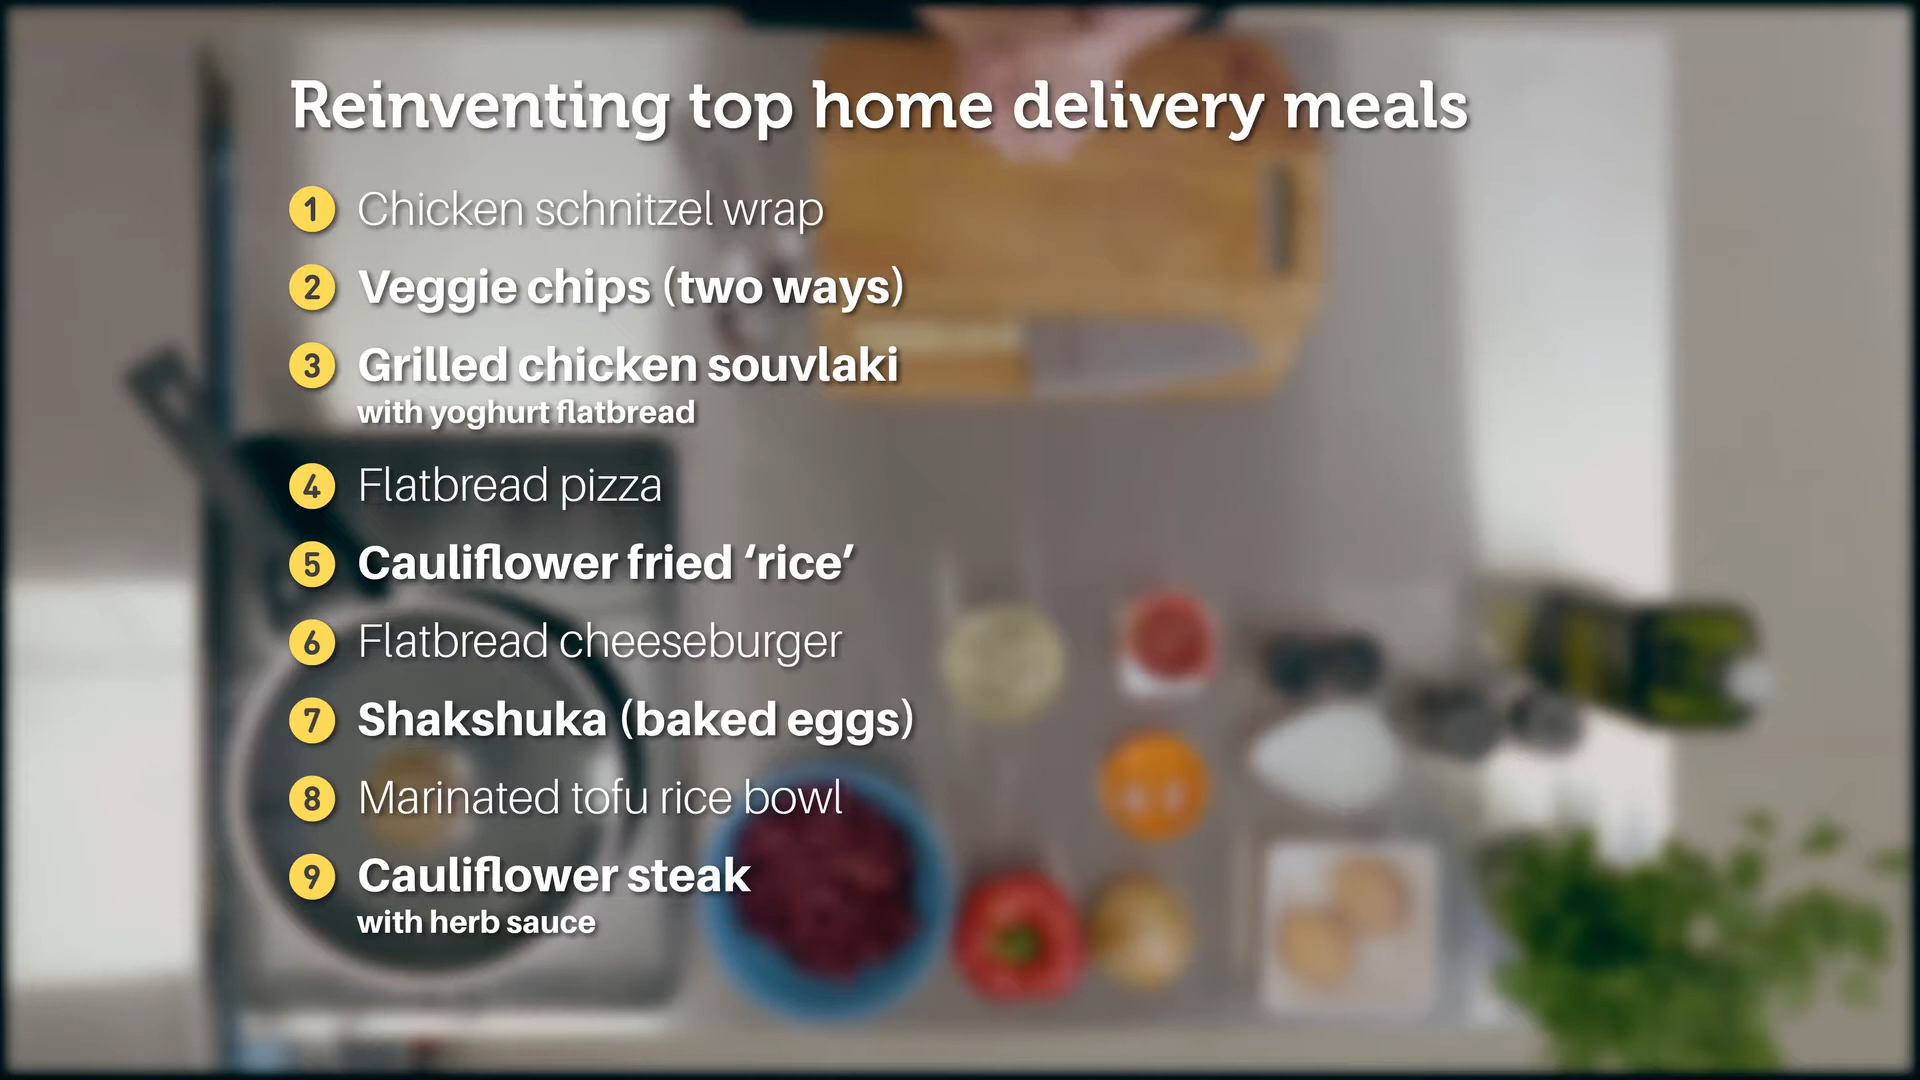 Reinventing top home delivery meals
1 Chicken schnitzel wrap
2 Veggie chips (two ways)
3 Grilled chicken souvlaki
with yoghurt flatbread
4 Flatbread pizza
5 Cauliflower fried ‘rice’
6 Flatbread cheeseburger
7 Shakshuka (baked eggs)
8 Marinated tofu rice bowl
9 Cauliflower steak
with herb sauce